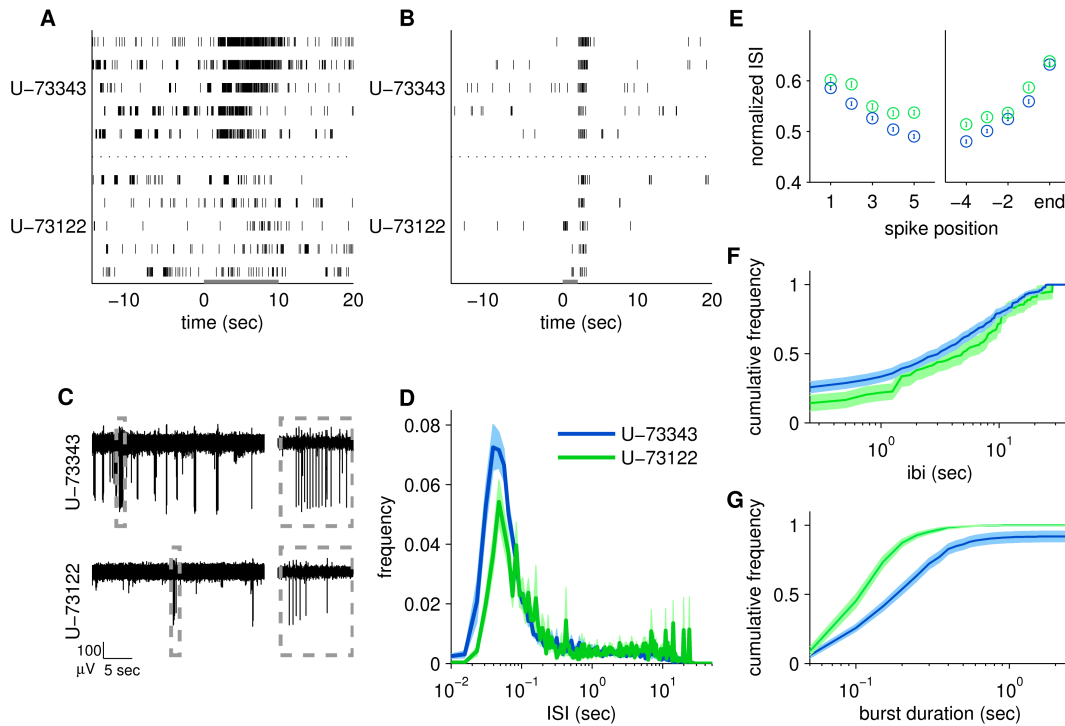 A
U−73343
U−73122
−10
0
10
20
time (sec)
B
U−73343
U−73122
−10
0
10
20
time (sec)
C
U−73343
U−73122
100
μV
5 sec
D
0.08
0.06
0.04
0.02
0
frequency
U−73343
U−73122
10⁻²
10⁻¹
10⁰
10¹
ISI (sec)
E
normalized ISI
0.6
0.5
0.4
1
3
5
−4
−2
end
spike position
F
cumulative frequency
1
0.5
0
10⁰
10¹
ibi (sec)
G
cumulative frequency
1
0.5
0
10⁻¹
10⁰
burst duration (sec)